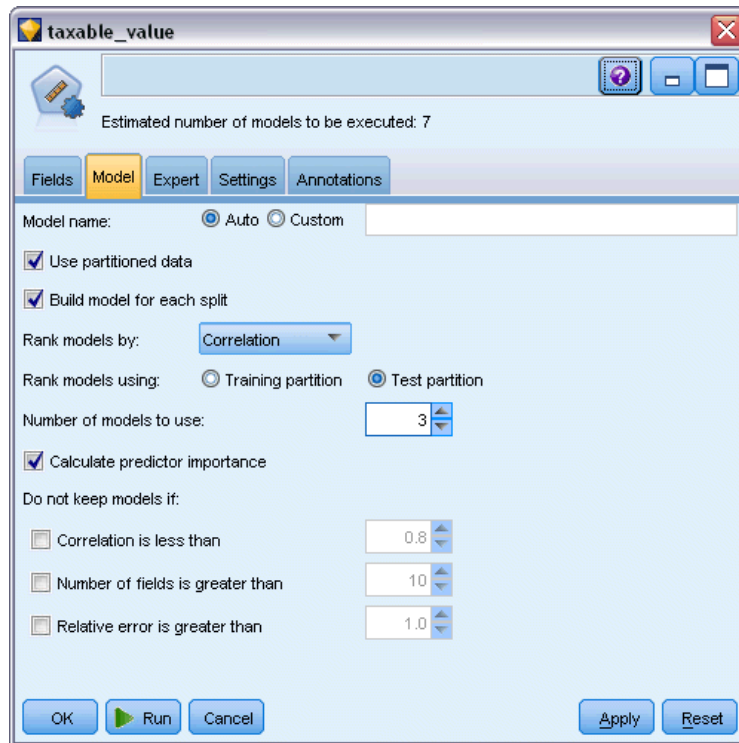 taxable_value
Estimated number of models to be executed: 7
Fields Model Expert Settings Annotations
Model name: Auto Custom
Use partitioned data
Build model for each split
Rank models by: Correlation
Rank models using: Training partition Test partition
Number of models to use: 3
Calculate predictor importance
Do not keep models if:
Correlation is less than 0.8
Number of fields is greater than 10
Relative error is greater than 1.0
OK Run Cancel Apply Reset